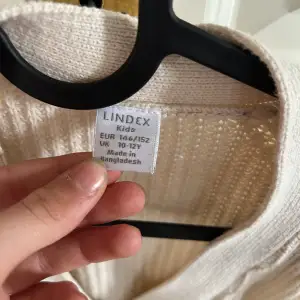 LINDEX
Kids
EUR 146/152
US 10-12Y
Made in
Bangladesh